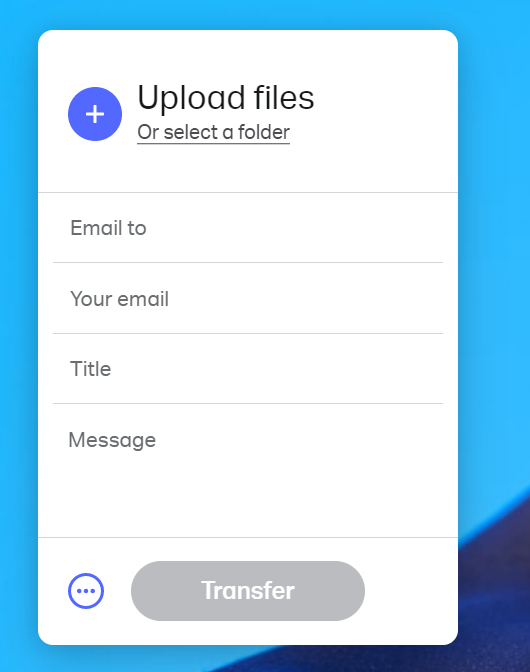 Upload files
Or select a folder
Email to
Your email
Title
Message
Transfer